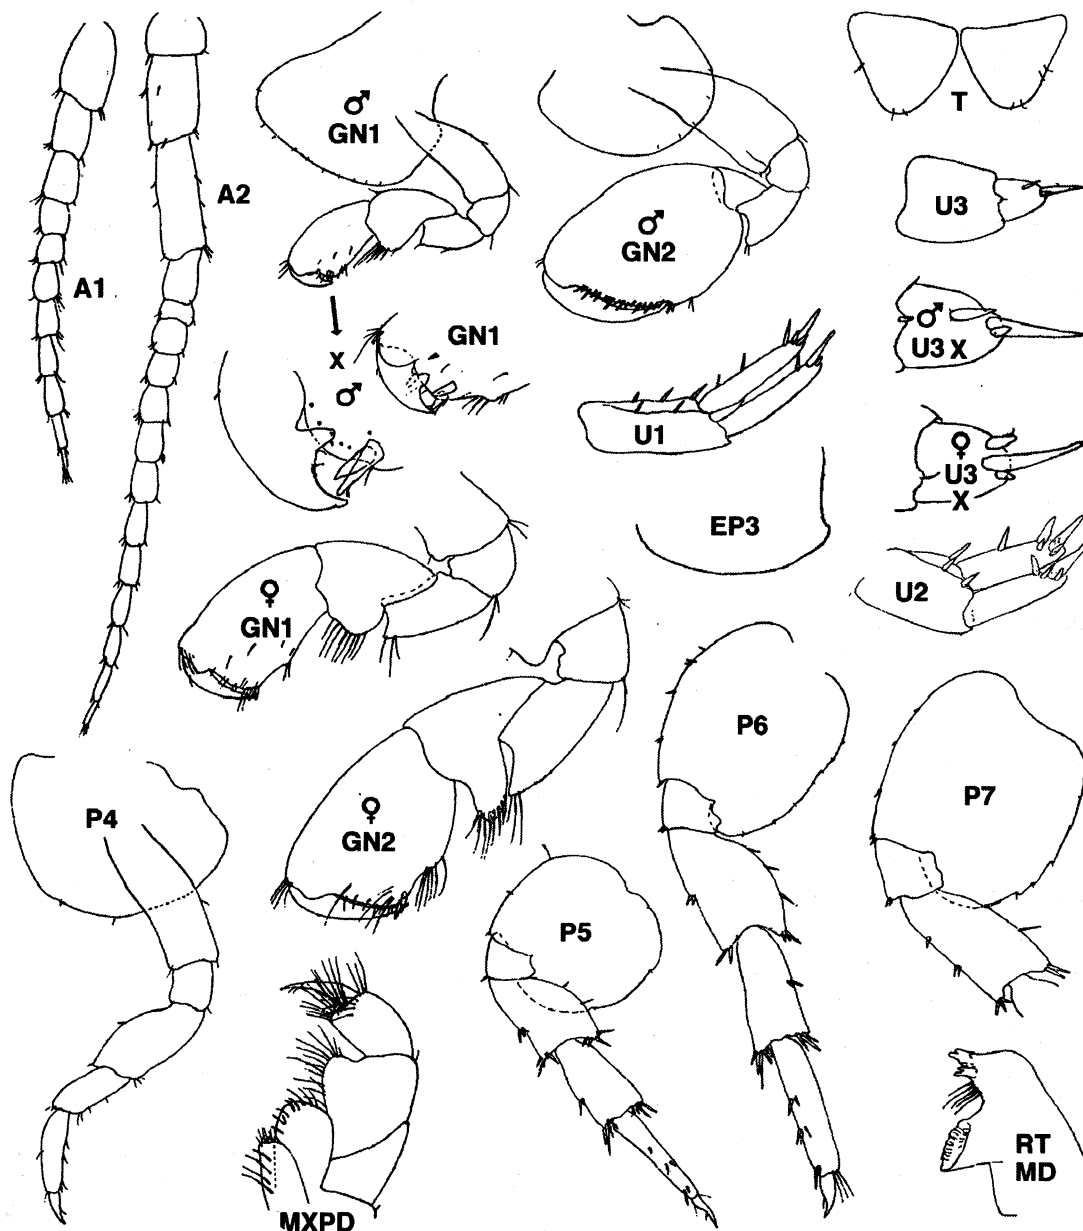 A1
A2
♂
GN1
X
♂
GN1
♂
GN2
T
U3
♂
U3 X
♀
U3
X
U1
EP3
U2
♀
GN1
♀
GN2
P4
P5
P6
P7
MXPD
RT
MD